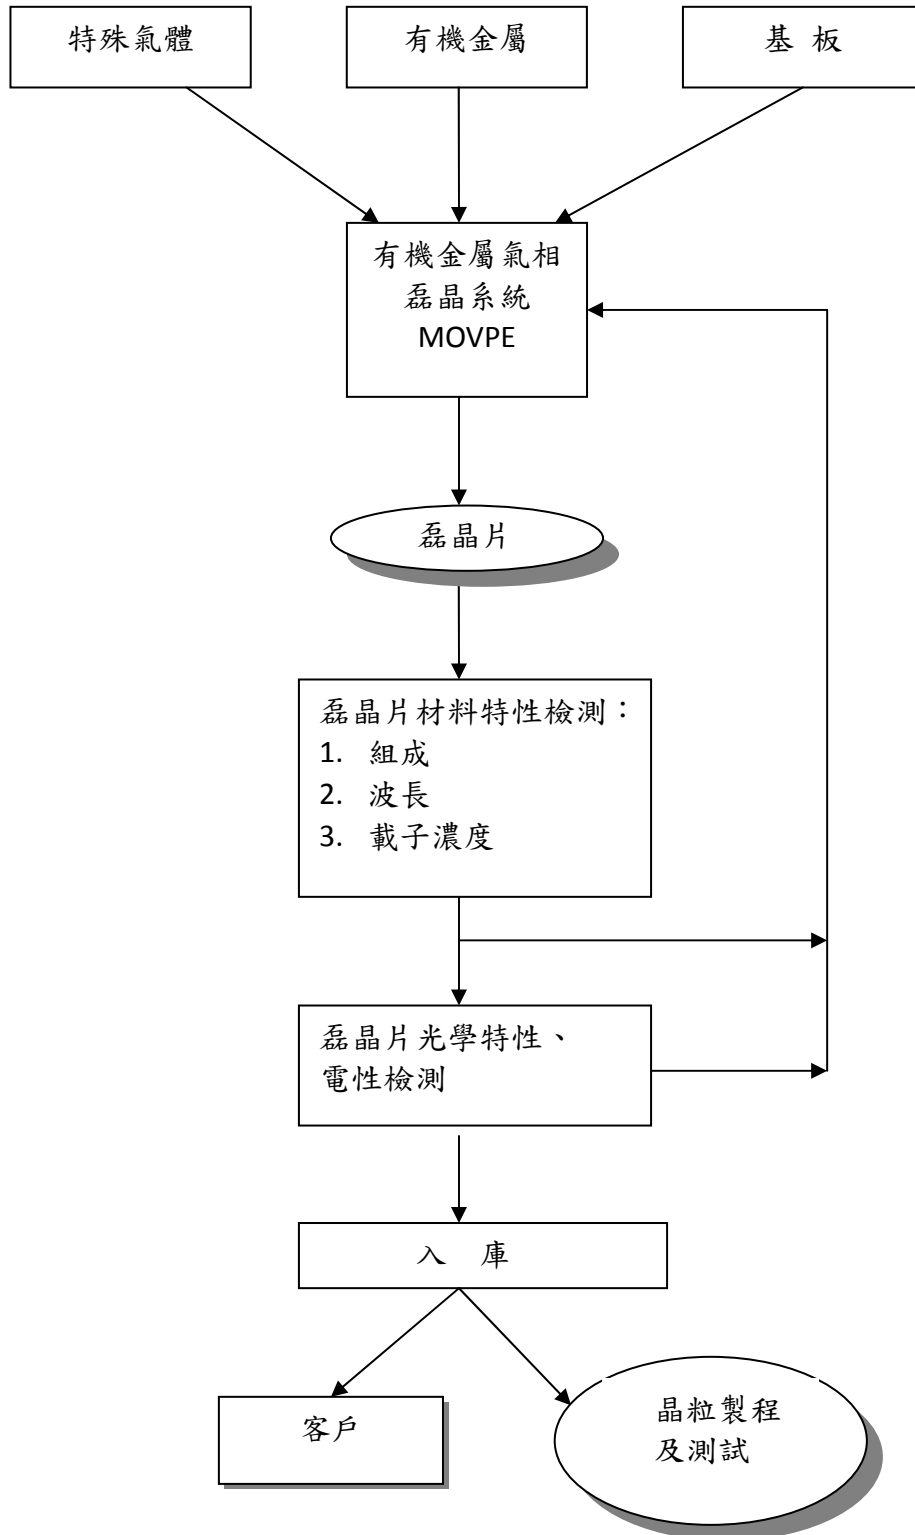 特殊氣體
有機金屬
基 板
有機金屬氣相
磊晶系統
MOVPE
磊晶片
磊晶片材料特性檢測：
1. 組成
2. 波長
3. 載子濃度
磊晶片光學特性、
電性檢測
入 庫
客戶
晶粒製程
及測試